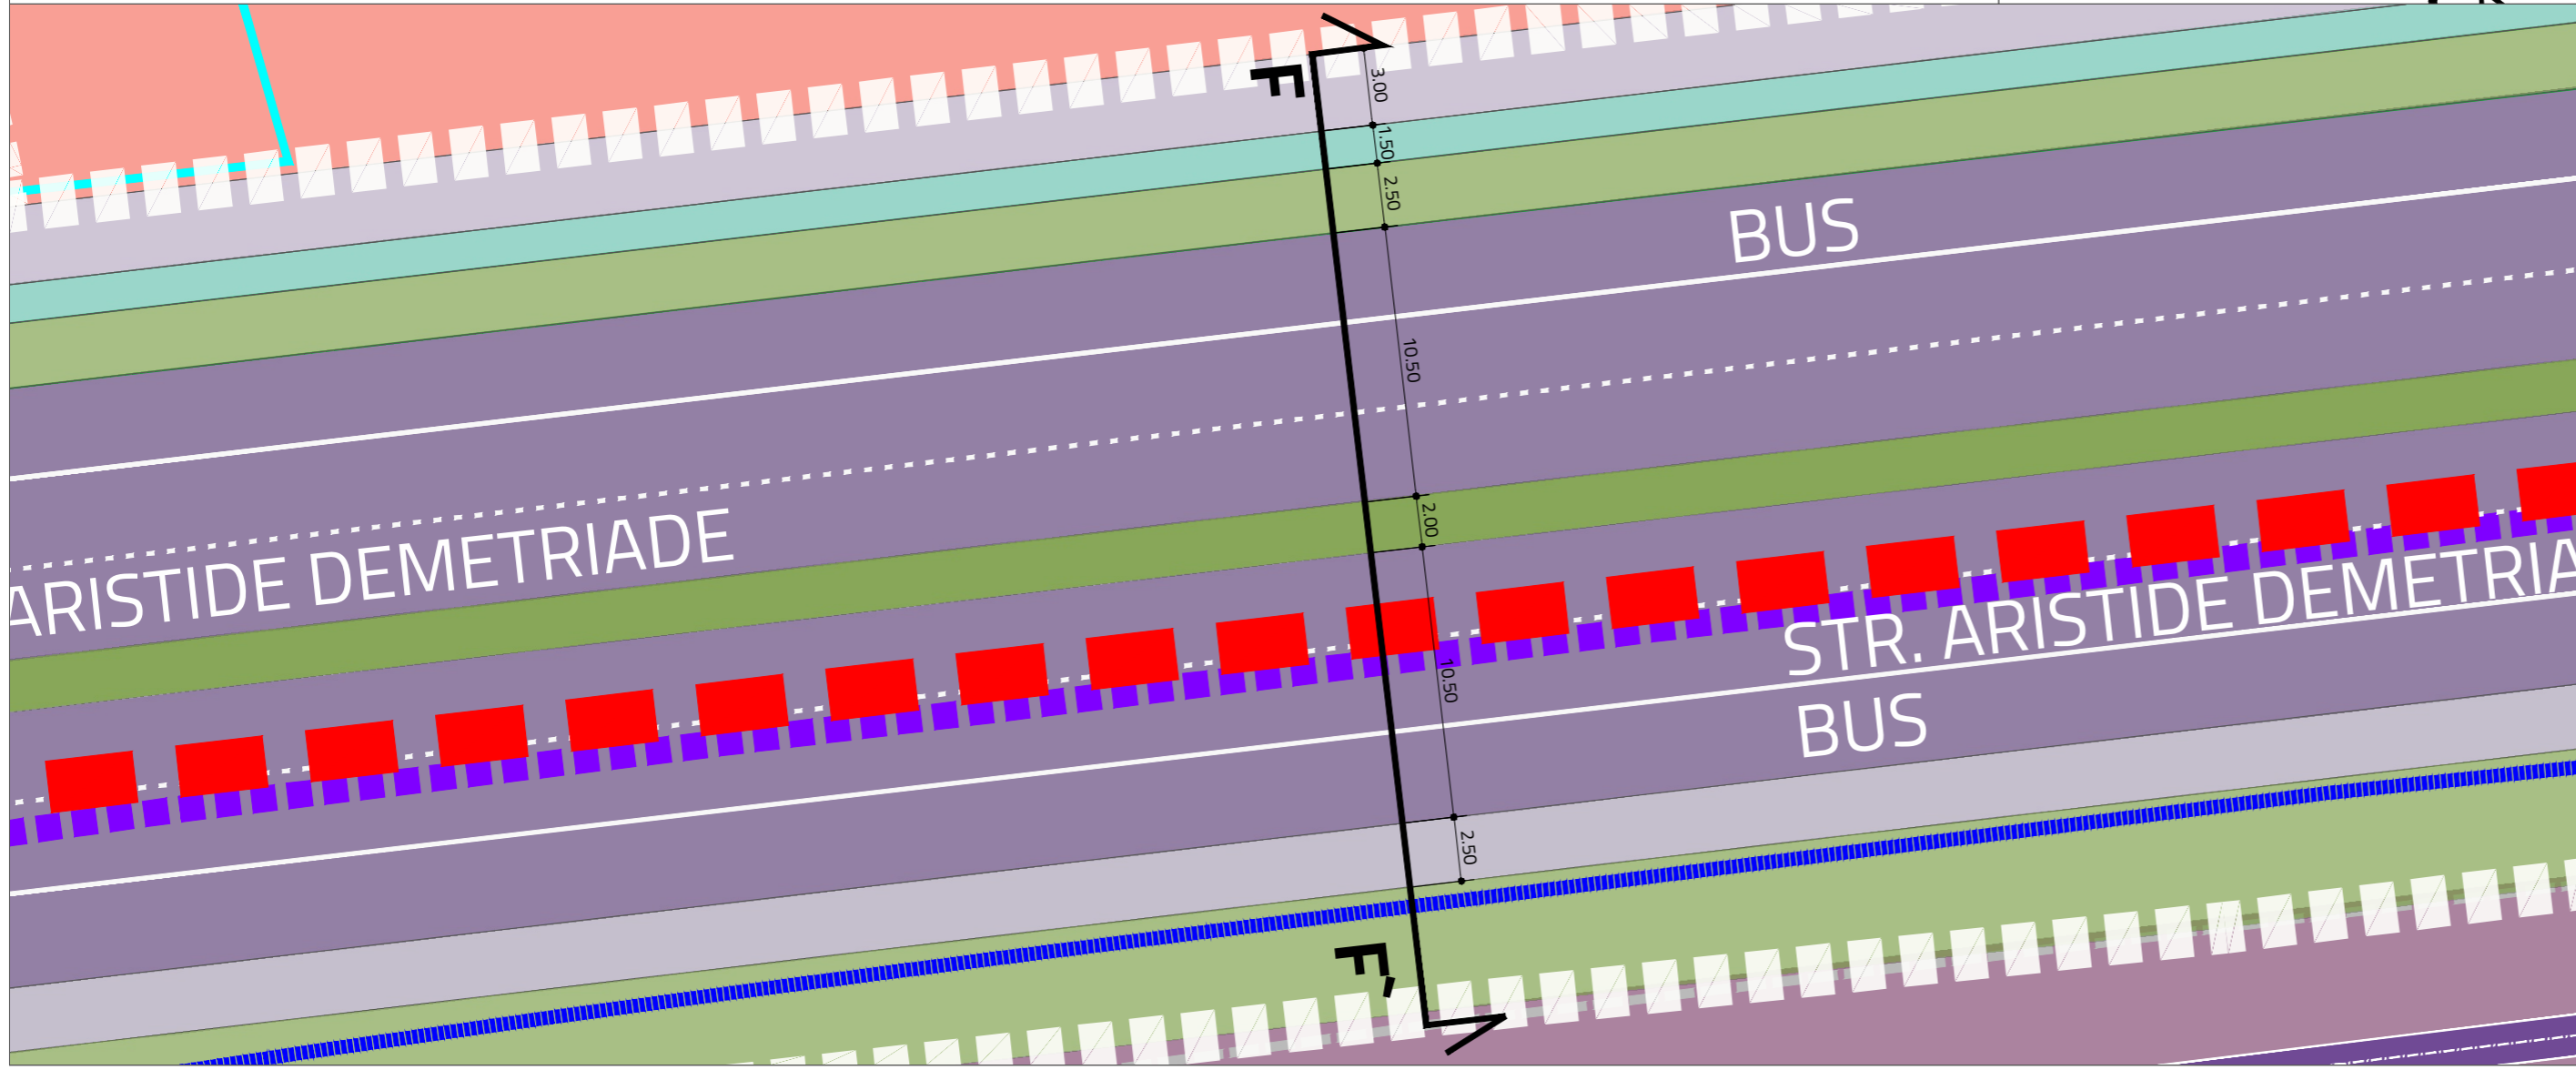 F
3.00
1.50
2.50
BUS
10.50
ARISTIDE DEMETRIADE
2.00
STR. ARISTIDE DEMETRIA
10.50
BUS
2.50
F'